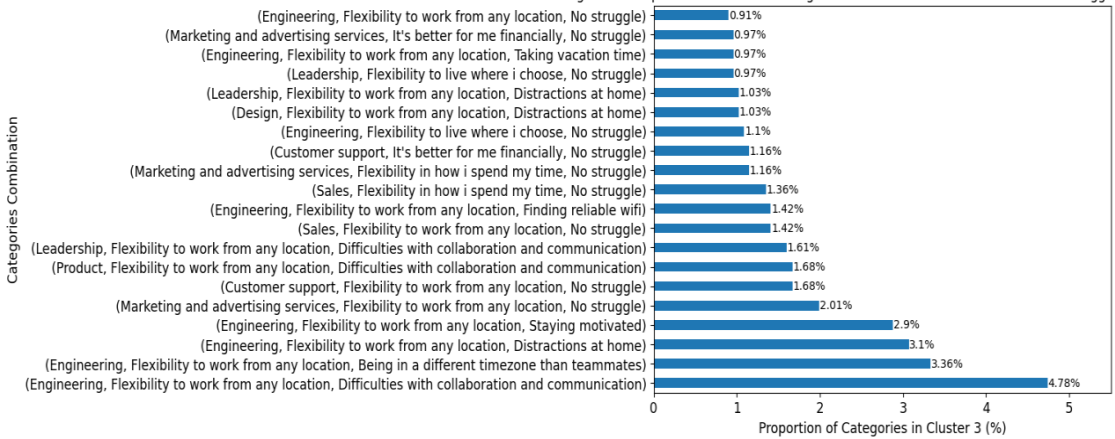 (Engineering, Flexibility to work from any location, No struggle)
0.91%
(Marketing and advertising services, It's better for me financially, No struggle)
0.97%
(Engineering, Flexibility to work from any location, Taking vacation time)
0.97%
(Leadership, Flexibility to live where i choose, No struggle)
0.97%
(Leadership, Flexibility to work from any location, Distractions at home)
1.03%
(Design, Flexibility to work from any location, Distractions at home)
1.03%
(Engineering, Flexibility to live where i choose, No struggle)
1.1%
(Customer support, It's better for me financially, No struggle)
1.16%
(Marketing and advertising services, Flexibility in how i spend my time, No struggle)
1.16%
(Sales, Flexibility in how i spend my time, No struggle)
1.36%
(Engineering, Flexibility to work from any location, Finding reliable wifi)
1.42%
(Sales, Flexibility to work from any location, No struggle)
1.42%
(Leadership, Flexibility to work from any location, Difficulties with collaboration and communication)
1.61%
(Product, Flexibility to work from any location, Difficulties with collaboration and communication)
1.68%
(Customer support, Flexibility to work from any location, No struggle)
1.68%
(Marketing and advertising services, Flexibility to work from any location, No struggle)
2.01%
(Engineering, Flexibility to work from any location, Staying motivated)
2.9%
(Engineering, Flexibility to work from any location, Distractions at home)
3.1%
(Engineering, Flexibility to work from any location, Being in a different timezone than teammates)
3.36%
(Engineering, Flexibility to work from any location, Difficulties with collaboration and communication)
4.78%
Categories Combination
0 1 2 3 4 5
Proportion of Categories in Cluster 3 (%)